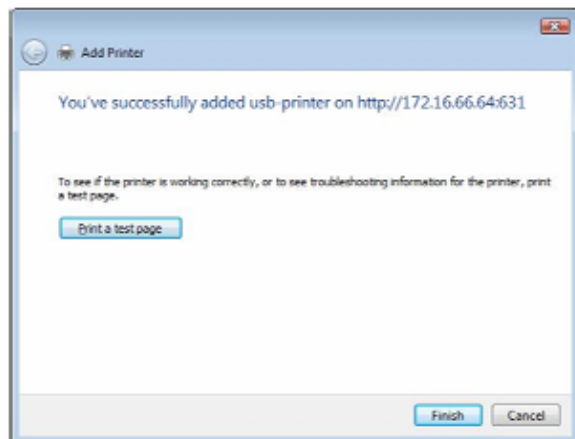 Add Printer
You've successfully added usb-printer on http://172.16.66.64:631
To see if the printer is working correctly, or to see troubleshooting information for the printer, print
a test page.
Print a test page
Finish
Cancel